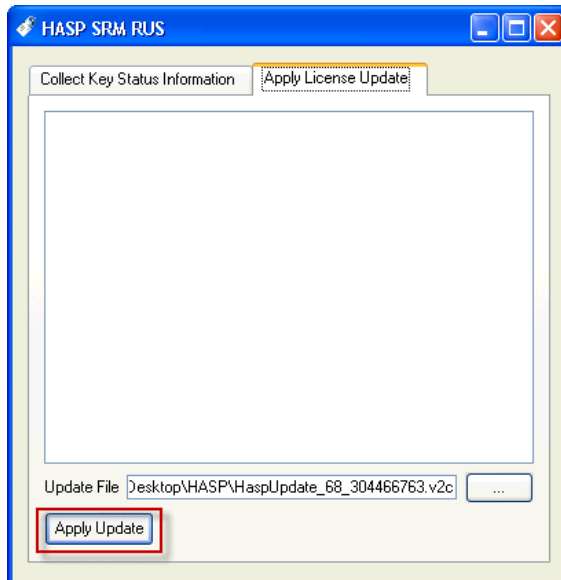 HASP SRM RUS
Collect Key Status Information
Apply License Update
Update File
Desktop\HASP\HaspUpdate_68_304466763.v2c
...
Apply Update